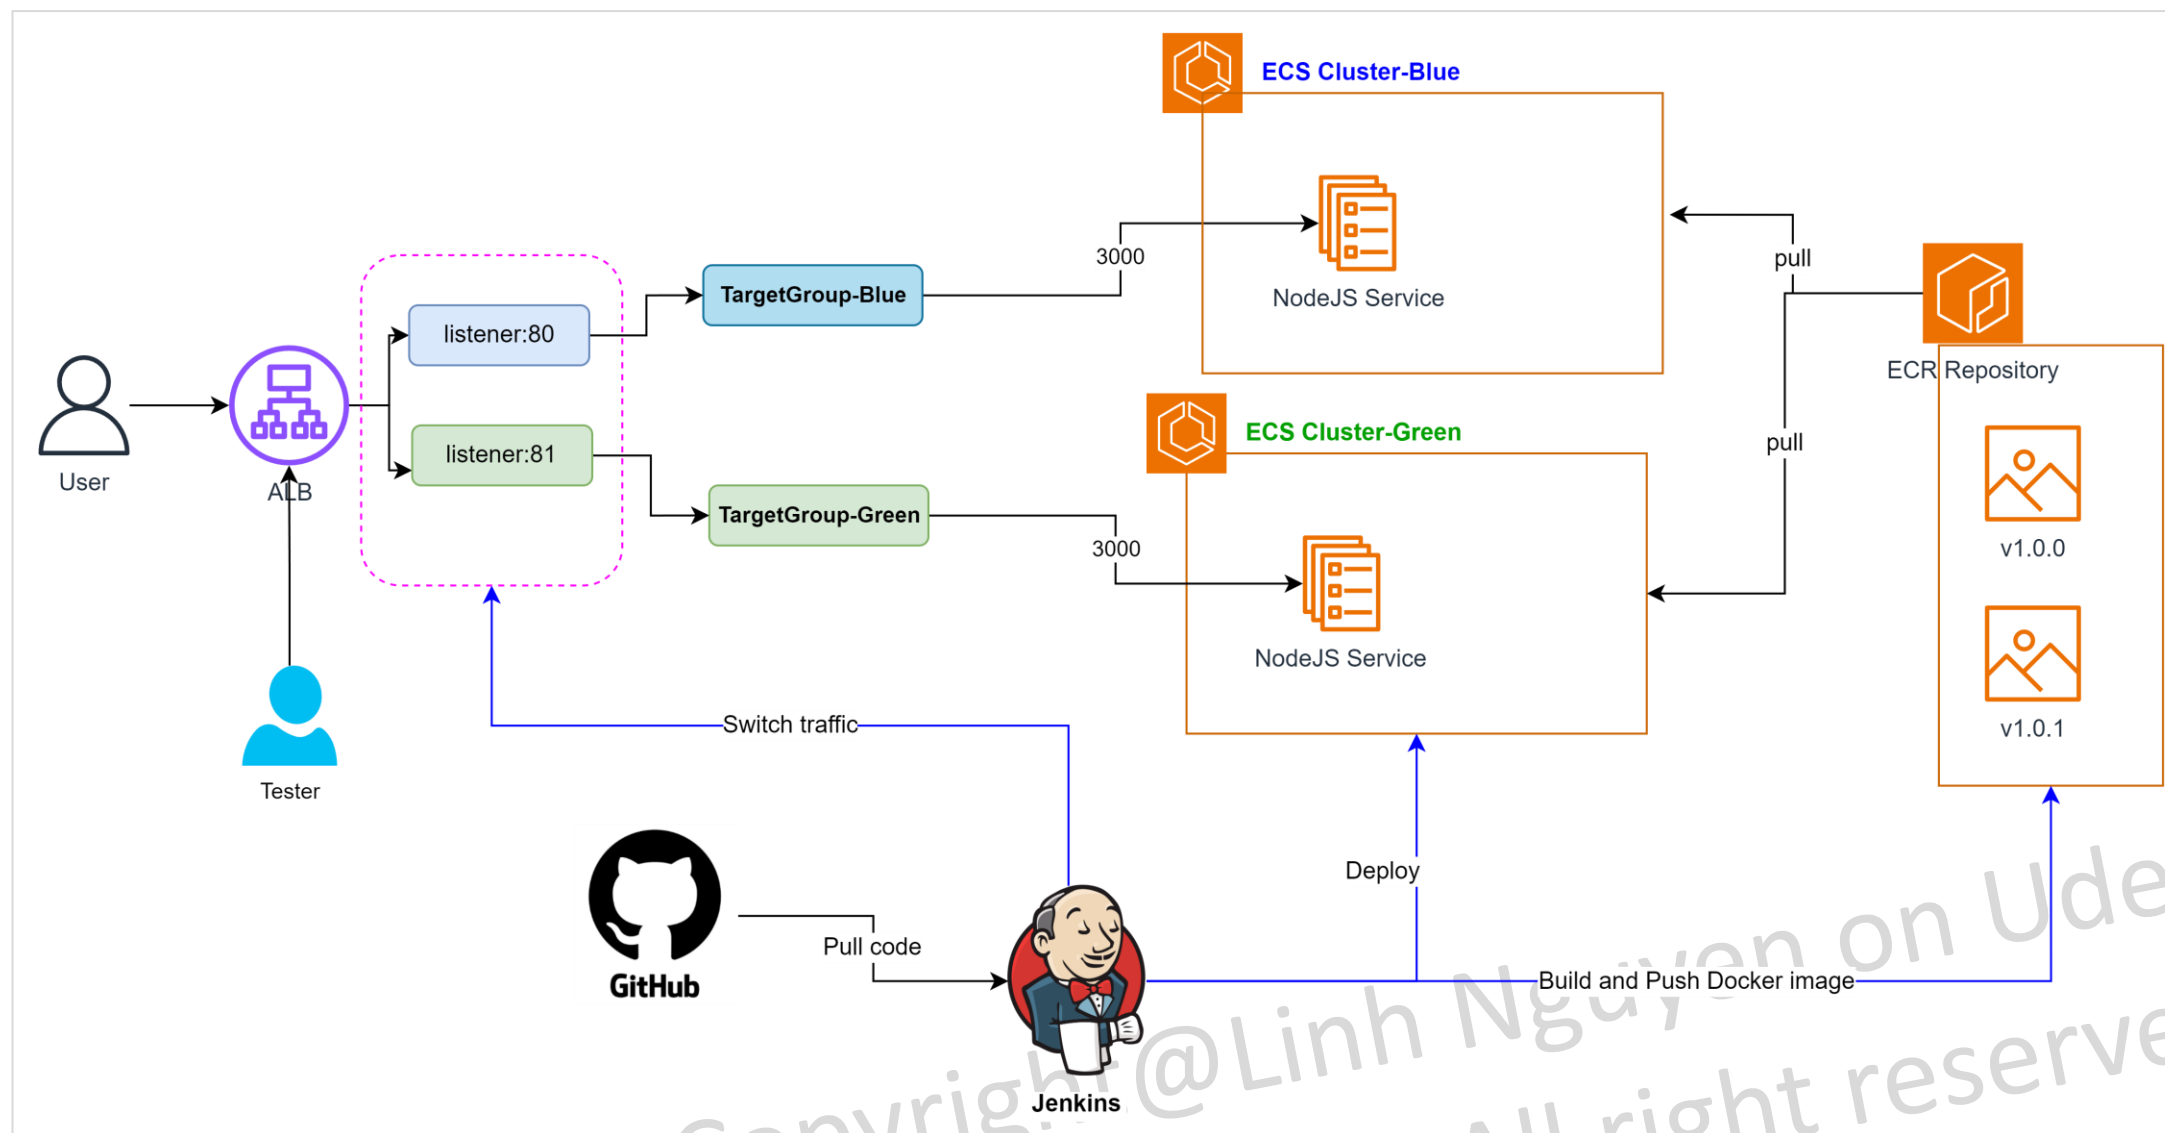 ECS Cluster-Blue
3000
NodeJS Service
pull
TargetGroup-Blue
listener:80
ECR Repository
User
ALB
listener:81
TargetGroup-Green
3000
ECS Cluster-Green
NodeJS Service
pull
v1.0.0
v1.0.1
Switch traffic
Tester
GitHub
Pull code
Deploy
Build and Push Docker image
Jenkins
Copyright @Linh Nguyen on Ude
All right reserve